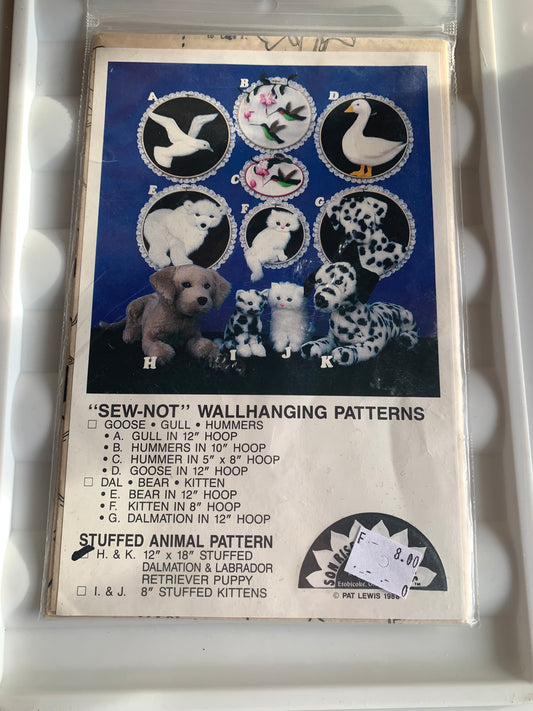 A
B
D
C
E
F
G
H
I
J
K
"SEW-NOT" WALLHANGING PATTERNS
GOOSE • GULL • HUMMERS
• A. GULL IN 12" HOOP
• B. HUMMERS IN 10" HOOP
• C. HUMMER IN 5" x 8" HOOP
• D. GOOSE IN 12" HOOP
DAL • BEAR • KITTEN
• E. BEAR IN 12" HOOP
• F. KITTEN IN 8" HOOP
• G. DALMATION IN 12" HOOP
STUFFED ANIMAL PATTERN
H. & K. 12" x 18" STUFFED
DALMATION & LABRADOR
RETRIEVER PUPPY
I. & J. 8" STUFFED KITTENS
F - 8.00
Etobicoke,
© PAT LEWIS